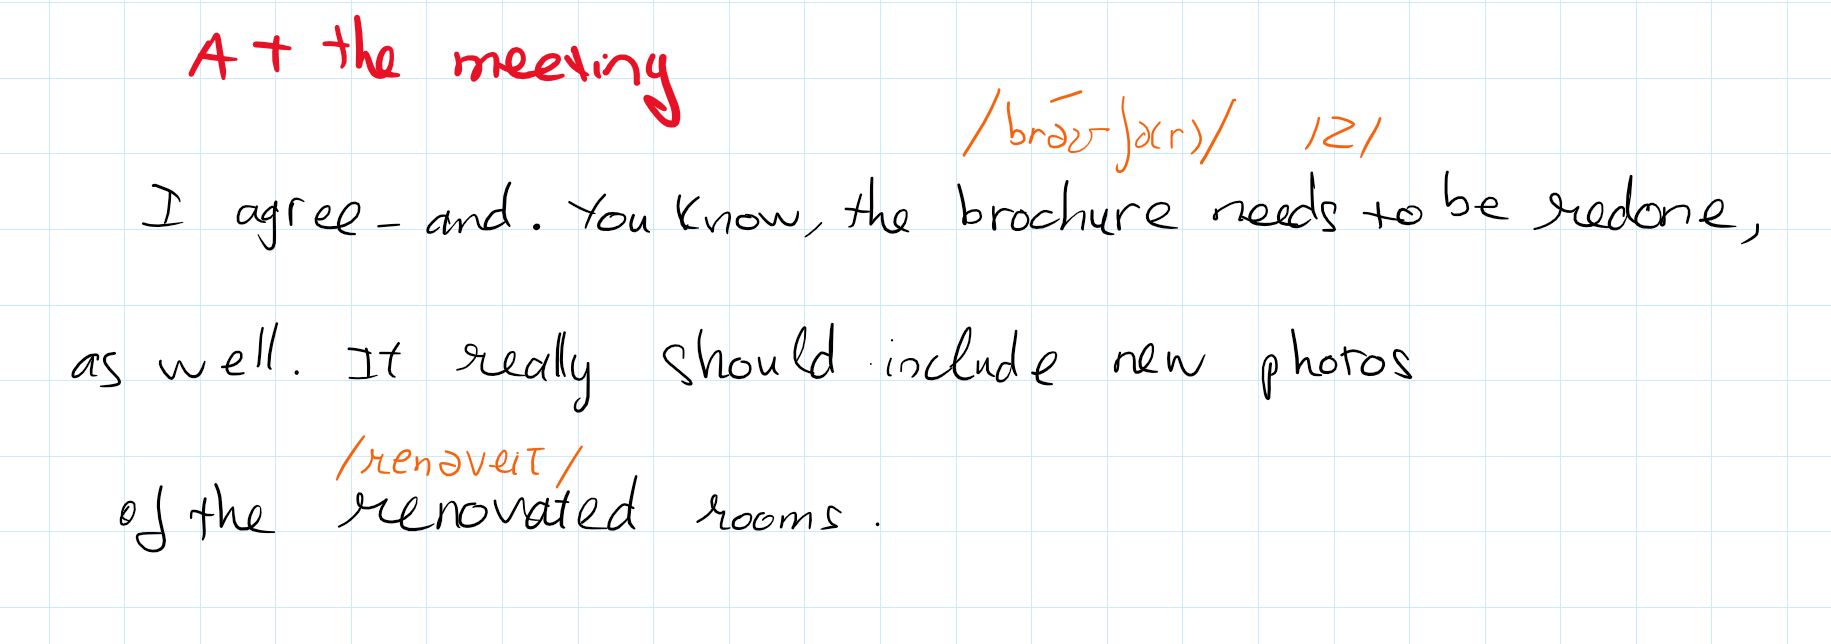 At the meeting
/brəʊʃə(r)/ /z/
I agree - and. You know, the brochure needs to be redone,
as well. It really should include new photos
/renəveɪt/
of the renovated rooms.